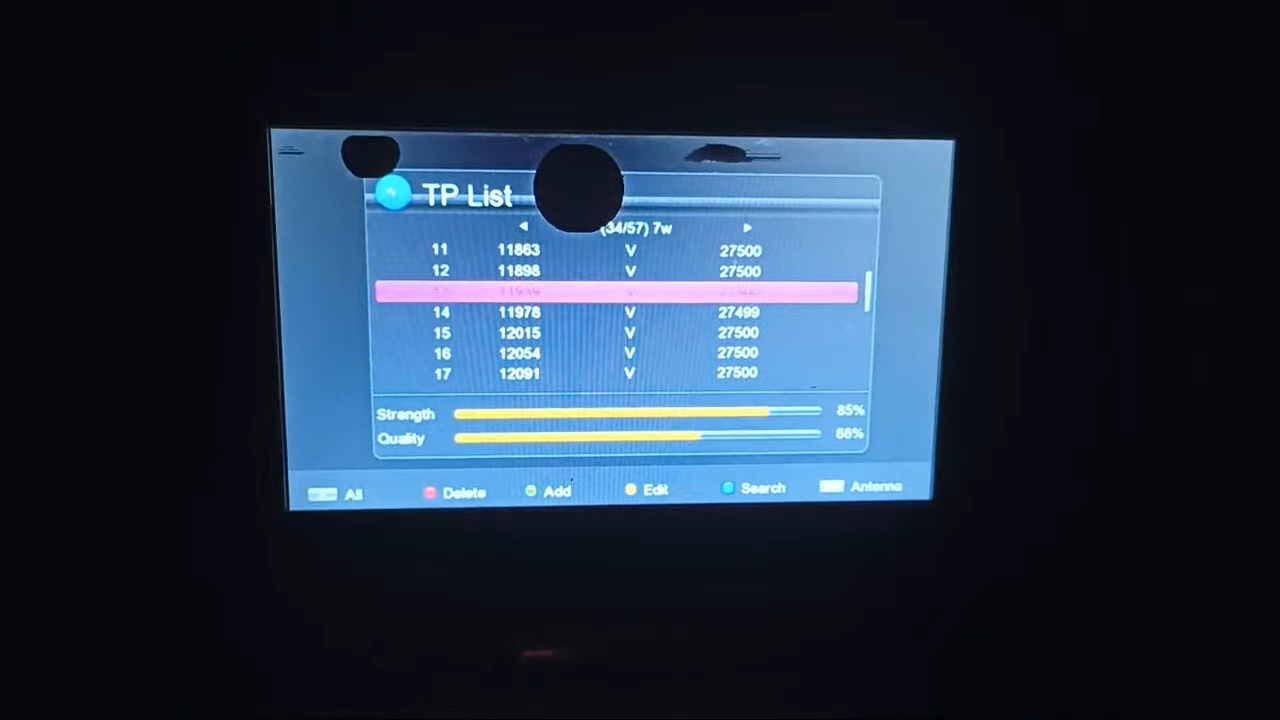 TP List
(34/57) 7w
11 11863 V 27500
12 11898 V 27500
14 11978 V 27499
15 12015 V 27500
16 12054 V 27500
17 12091 V 27500
Strength 85%
Quality 66%
All Delete Add Edit Search Antenna